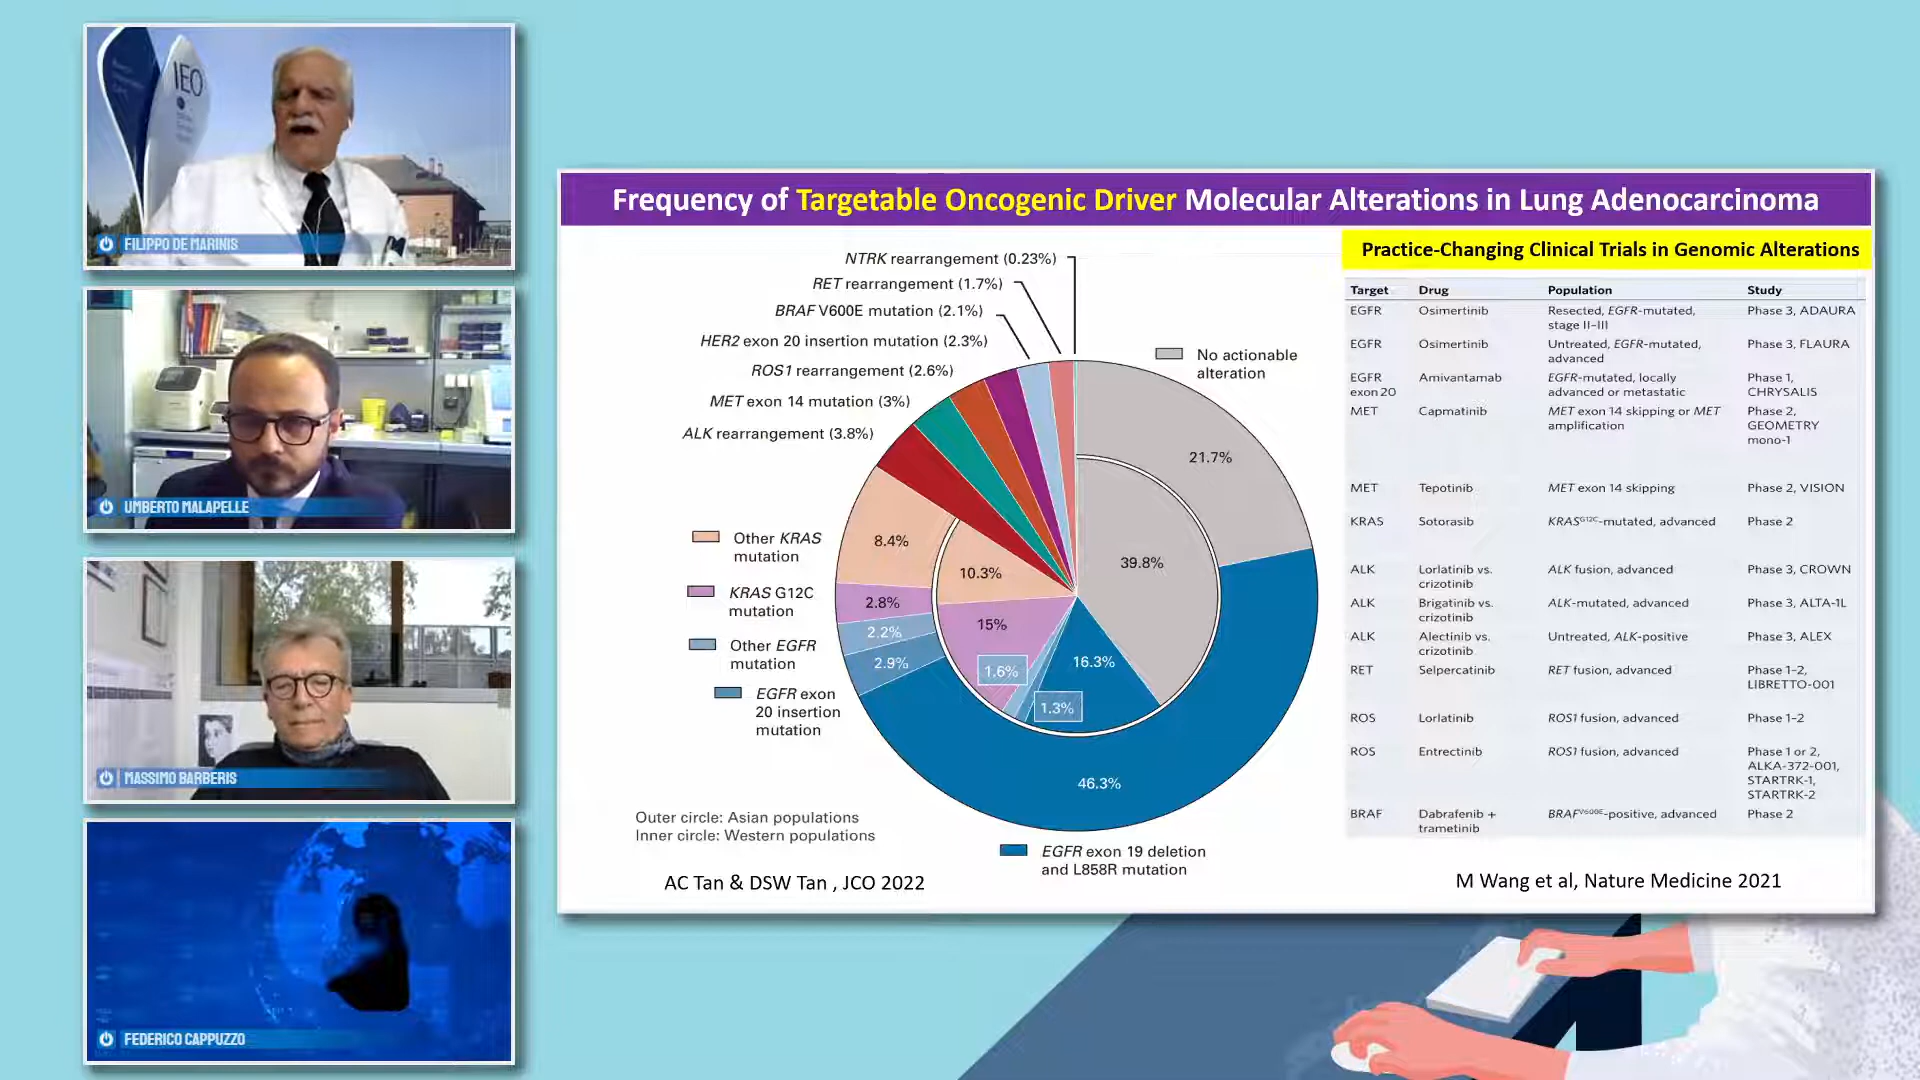 IEO
FILIPPO DE MARINIS
UMBERTO MALAPELLE
MASSIMO BARBERIS
FEDERICO CAPPUZZO
Frequency of Targetable Oncogenic Driver Molecular Alterations in Lung Adenocarcinoma
NTRK rearrangement (0.23%)
RET rearrangement (1.7%)
BRAF V600E mutation (2.1%)
HER2 exon 20 insertion mutation (2.3%)
ROS1 rearrangement (2.6%)
MET exon 14 mutation (3%)
ALK rearrangement (3.8%)
No actionable
alteration
21.7%
39.8%
8.4%
10.3%
2.8%
15%
2.2%
2.9%
1.6%
16.3%
1.3%
46.3%
Other KRAS
mutation
KRAS G12C
mutation
Other EGFR
mutation
EGFR exon
20 insertion
mutation
Outer circle: Asian populations
Inner circle: Western populations
EGFR exon 19 deletion
and L858R mutation
AC Tan & DSW Tan , JCO 2022
Practice-Changing Clinical Trials in Genomic Alterations
Target Drug Population Study
EGFR Osimertinib Resected, EGFR-mutated, Phase 3, ADAURA
stage II–III
EGFR Osimertinib Untreated, EGFR-mutated, Phase 3, FLAURA
advanced
EGFR Amivantamab EGFR-mutated, locally Phase 1,
exon 20 advanced or metastatic CHRYSALIS
MET Capmatinib MET exon 14 skipping or MET Phase 2,
amplification GEOMETRY
mono-1
MET Tepotinib MET exon 14 skipping Phase 2, VISION
KRAS Sotorasib KRASG12C-mutated, advanced Phase 2
ALK Lorlatinib vs. ALK fusion, advanced Phase 3, CROWN
crizotinib
ALK Brigatinib vs. ALK-mutated, advanced Phase 3, ALTA-1L
crizotinib
ALK Alectinib vs. Untreated, ALK-positive Phase 3, ALEX
crizotinib
RET Selpercatinib RET fusion, advanced Phase 1–2,
LIBRETTO-001
ROS Lorlatinib ROS1 fusion, advanced Phase 1–2
ROS Entrectinib ROS1 fusion, advanced Phase 1 or 2,
ALKA-372-001,
STARTRK-1,
STARTRK-2
BRAF Dabrafenib + BRAFV600E-positive, advanced Phase 2
trametinib
M Wang et al, Nature Medicine 2021